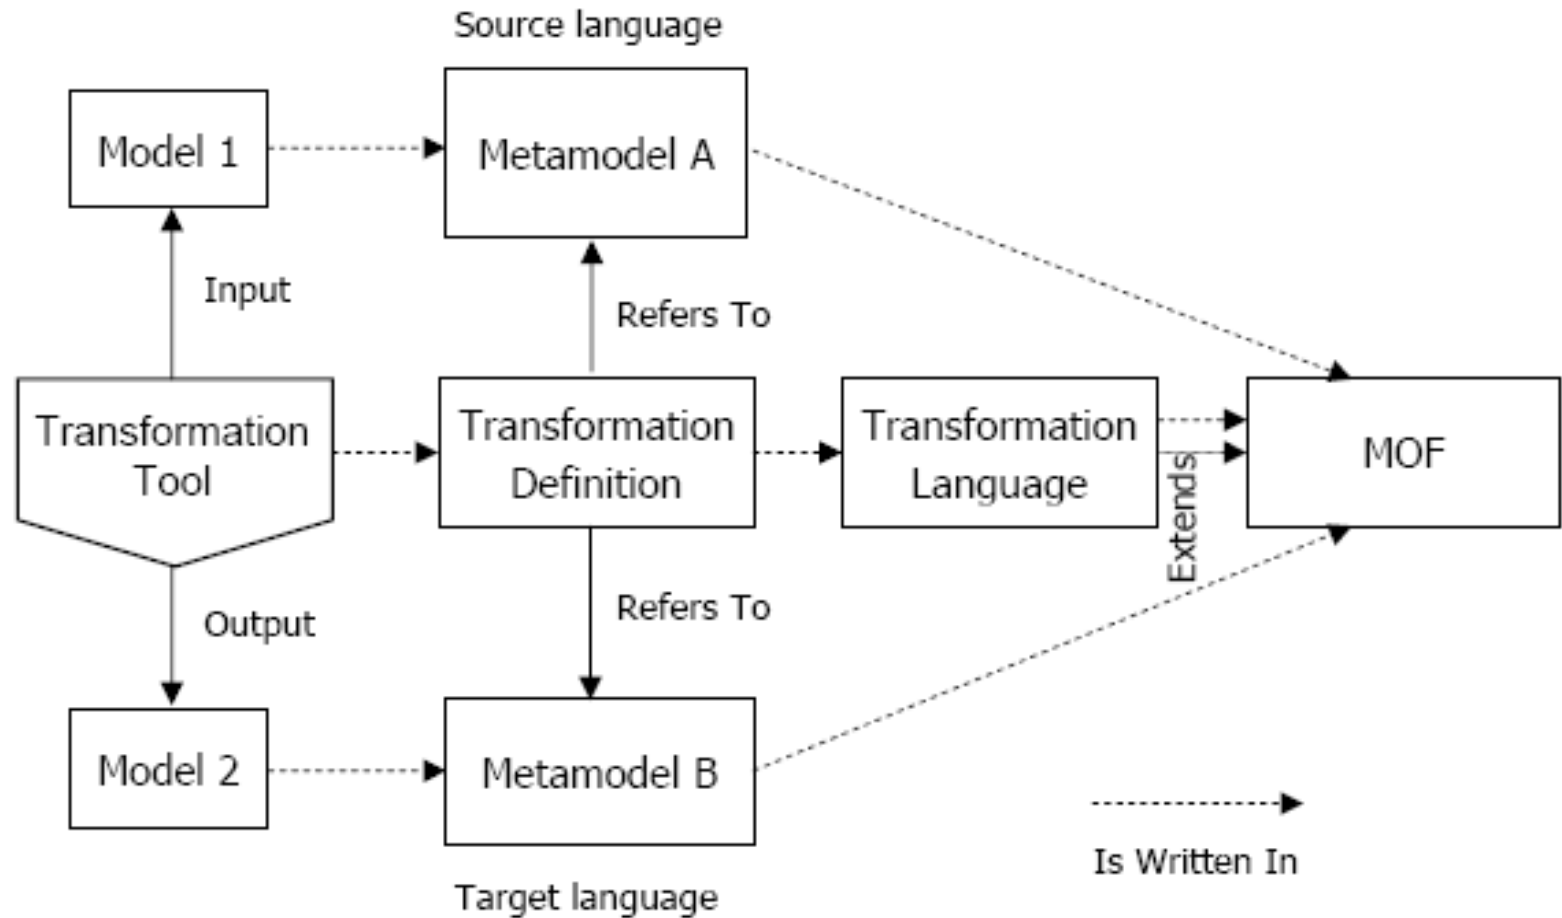 Source language
Model 1
Metamodel A
Input
Refers To
Transformation
Tool
Transformation
Definition
Transformation
Language
Extends
MOF
Output
Refers To
Model 2
Metamodel B
Is Written In
Target language